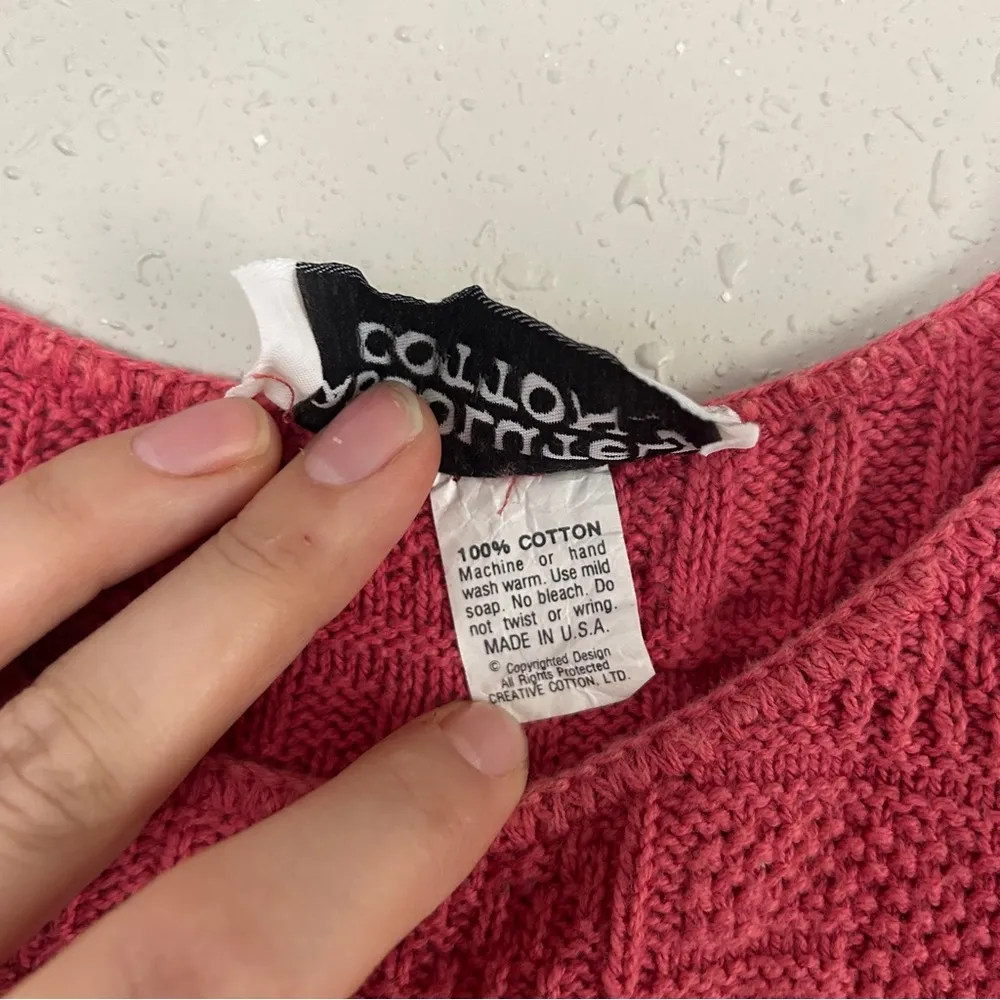 COTTON
100% COTTON
Machine or hand
wash warm. Use mild
soap. No bleach. Do
not twist or wring.
MADE IN U.S.A.
© Copyrighted Design
All Rights Protected
CREATIVE COTTON, LTD.